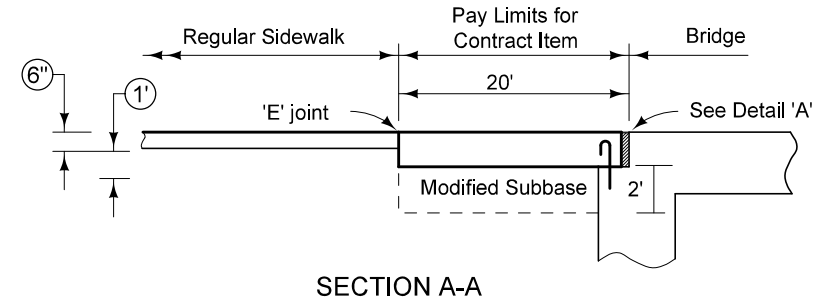 Pay Limits for
Contract Item
Regular Sidewalk
Bridge
6"
1'
20'
'E' joint
See Detail 'A'
Modified Subbase
2'
SECTION A-A